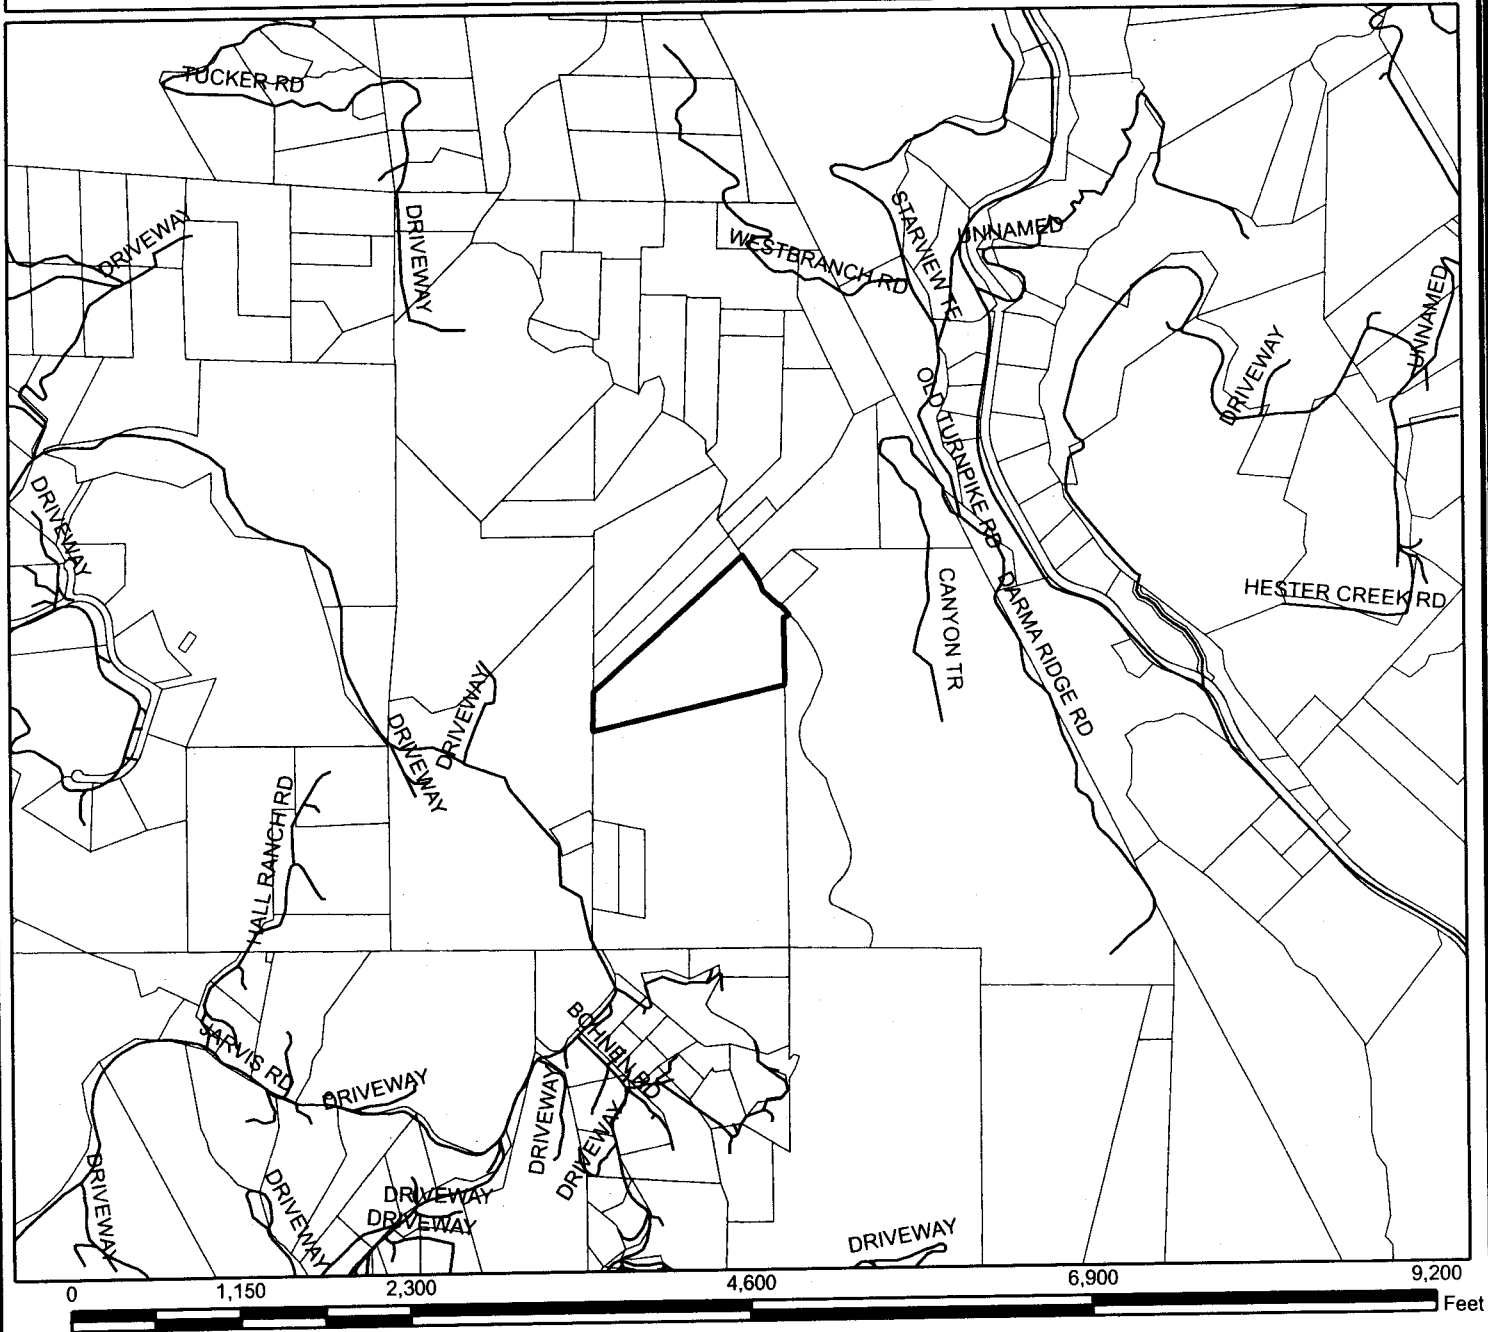 TUCKER RD
DRIVEWAY
DRIVEWAY
WESTBRANCH RD
STARVIEW TE
UNNAMED
UNNAMED
DRIVEWAY
OLD TURNPIKE RD
DRIVEWAY
CANYON TR
DARMA RIDGE RD
HESTER CREEK RD
DRIVEWAY
DRIVEWAY
HALL RANCH RD
JARVIS RD
BOHNEN RD
DRIVEWAY
DRIVEWAY
DRIVEWAY
DRIVEWAY
DRIVEWAY
DRIVEWAY
DRIVEWAY
DRIVEWAY
0 1,150 2,300 4,600 6,900 9,200
Feet